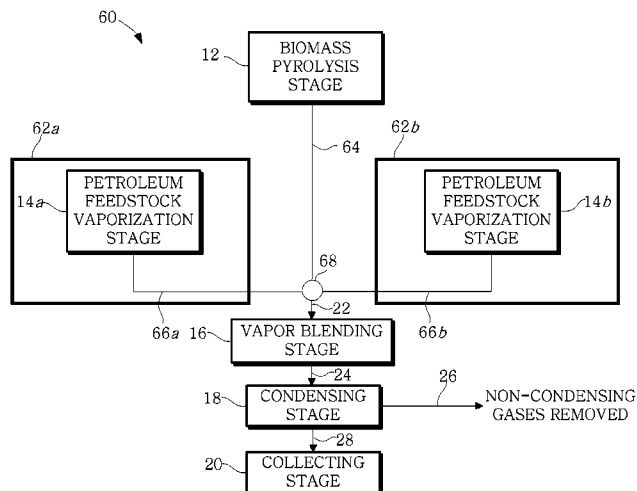 60
12
BIOMASS
PYROLYSIS
STAGE
62a
64
62b
14a
PETROLEUM
FEEDSTOCK
VAPORIZATION
STAGE
PETROLEUM
FEEDSTOCK
VAPORIZATION
STAGE
14b
68
66a
22
66b
16
VAPOR BLENDING
STAGE
24
18
CONDENSING
STAGE
26
NON-CONDENSING
GASES REMOVED
28
20
COLLECTING
STAGE